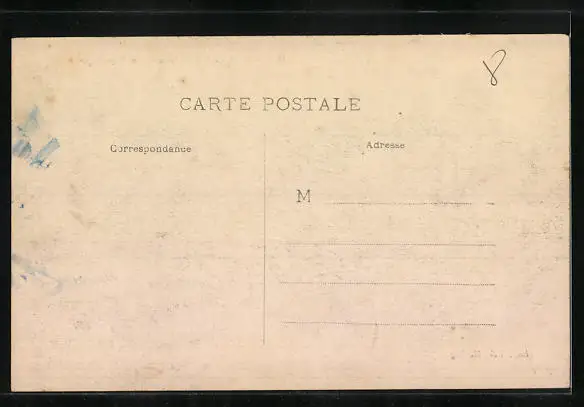 8
CARTE POSTALE
Correspondance
Adresse
M